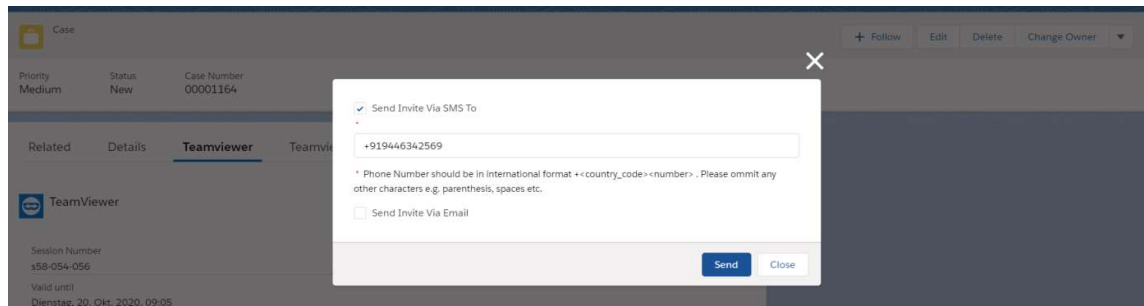 Case
+ Follow
Edit
Delete
Change Owner
Priority
Status
Case Number
Medium
New
00001164
Send Invite Via SMS To
*
+919446342569
* Phone Number should be in international format +<country_code><number> . Please ommit any
other characters e.g. parenthesis, spaces etc.
Send Invite Via Email
Send
Close
Related
Details
Teamviewer
Teamvie
TeamViewer
Session Number
s58-054-056
Valid until
Dienstag, 20. Okt. 2020, 09:05